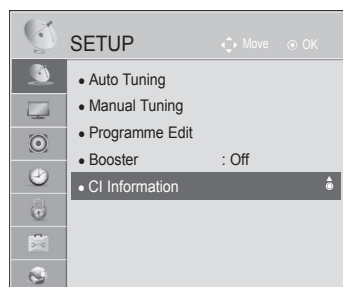 SETUP Move OK
• Auto Tuning
• Manual Tuning
• Programme Edit
• Booster : Off
• CI Information